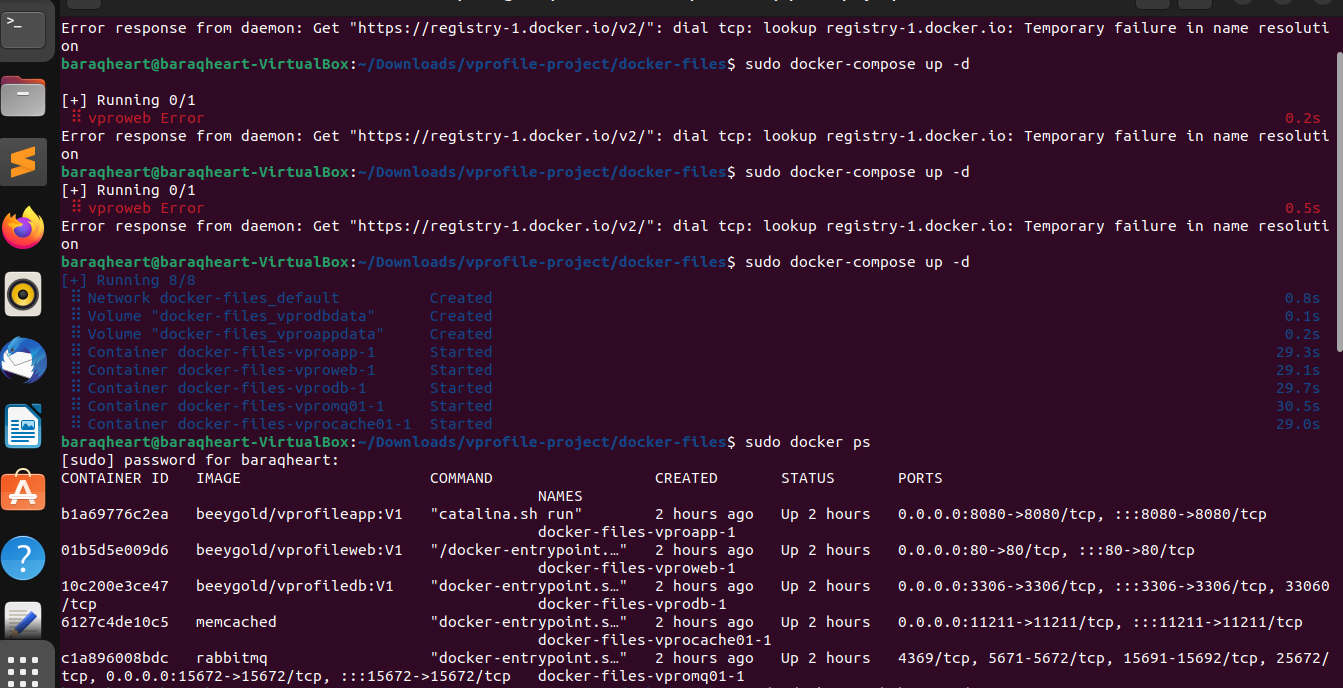 >_
Error response from daemon: Get "https://registry-1.docker.io/v2/": dial tcp: lookup registry-1.docker.io: Temporary failure in name resoluti
on
baraqheart@baraqheart-VirtualBox:~/Downloads/vprofile-project/docker-files$ sudo docker-compose up -d
[+] Running 0/1
⠿ vproweb Error 0.2s
Error response from daemon: Get "https://registry-1.docker.io/v2/": dial tcp: lookup registry-1.docker.io: Temporary failure in name resoluti
on
baraqheart@baraqheart-VirtualBox:~/Downloads/vprofile-project/docker-files$ sudo docker-compose up -d
[+] Running 0/1
⠿ vproweb Error 0.5s
Error response from daemon: Get "https://registry-1.docker.io/v2/": dial tcp: lookup registry-1.docker.io: Temporary failure in name resoluti
on
baraqheart@baraqheart-VirtualBox:~/Downloads/vprofile-project/docker-files$ sudo docker-compose up -d
[+] Running 8/8
⠿ Network docker-files_default Created 0.8s
⠿ Volume "docker-files_vprodbdata" Created 0.1s
⠿ Volume "docker-files_vproappdata" Created 0.2s
⠿ Container docker-files-vproapp-1 Started 29.3s
⠿ Container docker-files-vproweb-1 Started 29.1s
⠿ Container docker-files-vprodb-1 Started 29.7s
⠿ Container docker-files-vpromq01-1 Started 30.5s
⠿ Container docker-files-vprocache01-1 Started 29.0s
baraqheart@baraqheart-VirtualBox:~/Downloads/vprofile-project/docker-files$ sudo docker ps
[sudo] password for baraqheart:
CONTAINER ID IMAGE COMMAND CREATED STATUS PORTS
NAMES
b1a69776c2ea beeygold/vprofileapp:V1 "catalina.sh run" 2 hours ago Up 2 hours 0.0.0.0:8080->8080/tcp, :::8080->8080/tcp
docker-files-vproapp-1
01b5d5e009d6 beeygold/vprofileweb:V1 "/docker-entrypoint.…" 2 hours ago Up 2 hours 0.0.0.0:80->80/tcp, :::80->80/tcp
docker-files-vproweb-1
10c200e3ce47 beeygold/vprofiledb:V1 "docker-entrypoint.s…" 2 hours ago Up 2 hours 0.0.0.0:3306->3306/tcp, :::3306->3306/tcp, 33060
/tcp docker-files-vprodb-1
6127c4de10c5 memcached "docker-entrypoint.s…" 2 hours ago Up 2 hours 0.0.0.0:11211->11211/tcp, :::11211->11211/tcp
docker-files-vprocache01-1
c1a896008bdc rabbitmq "docker-entrypoint.s…" 2 hours ago Up 2 hours 4369/tcp, 5671-5672/tcp, 15691-15692/tcp, 25672/
tcp, 0.0.0.0:15672->15672/tcp, :::15672->15672/tcp docker-files-vpromq01-1